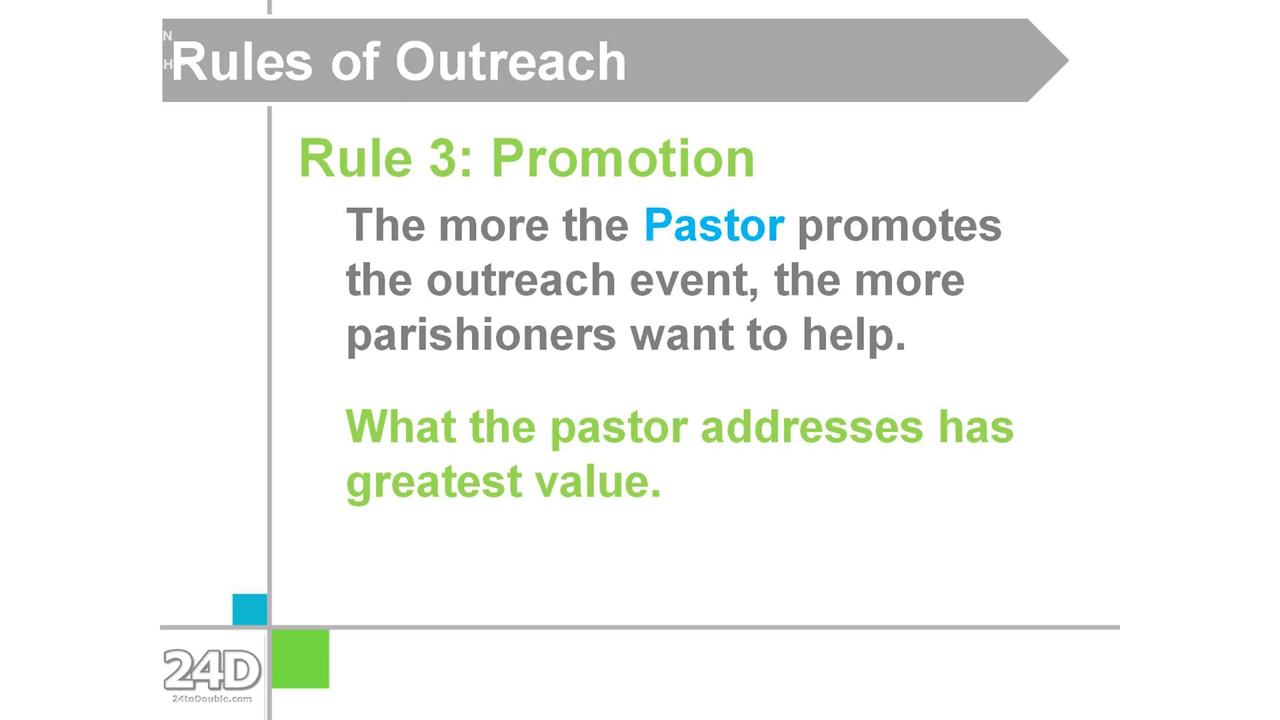 N
H
Rules of Outreach
Rule 3: Promotion
The more the Pastor promotes
the outreach event, the more
parishioners want to help.
What the pastor addresses has
greatest value.
24D
24toDouble.com